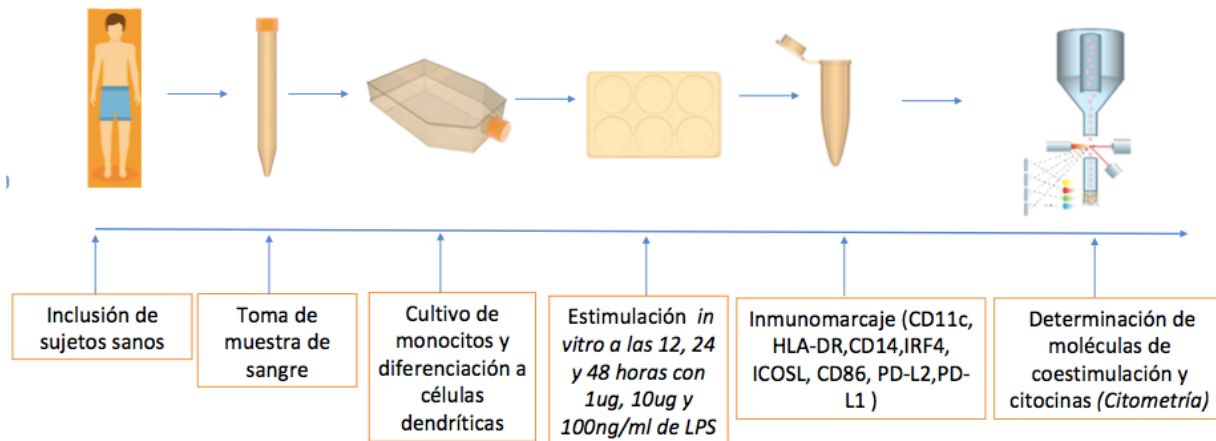 Inclusión de
sujetos sanos
Toma de
muestra de
sangre
Cultivo de
monocitos y
diferenciación a
células
dendríticas
Estimulación in
vitro a las 12, 24
y 48 horas con
1ug, 10ug y
100ng/ml de LPS
Inmunomarcaje (CD11c,
HLA-DR,CD14,IRF4,
ICOSL, CD86, PD-L2,PD-
L1 )
Determinación de
moléculas de
coestimulación y
citocinas (Citometría)